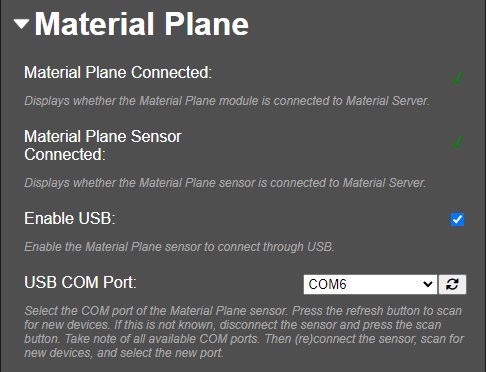 Material Plane
Material Plane Connected:
Displays whether the Material Plane module is connected to Material Server.
Material Plane Sensor
Connected:
Displays whether the Material Plane sensor is connected to Material Server.
Enable USB:
Enable the Material Plane sensor to connect through USB.
USB COM Port:
COM6
Select the COM port of the Material Plane sensor. Press the refresh button to scan
for new devices. If this is not known, disconnect the sensor and press the scan
button. Take note of all available COM ports. Then (re)connect the sensor, scan for
new devices, and select the new port.